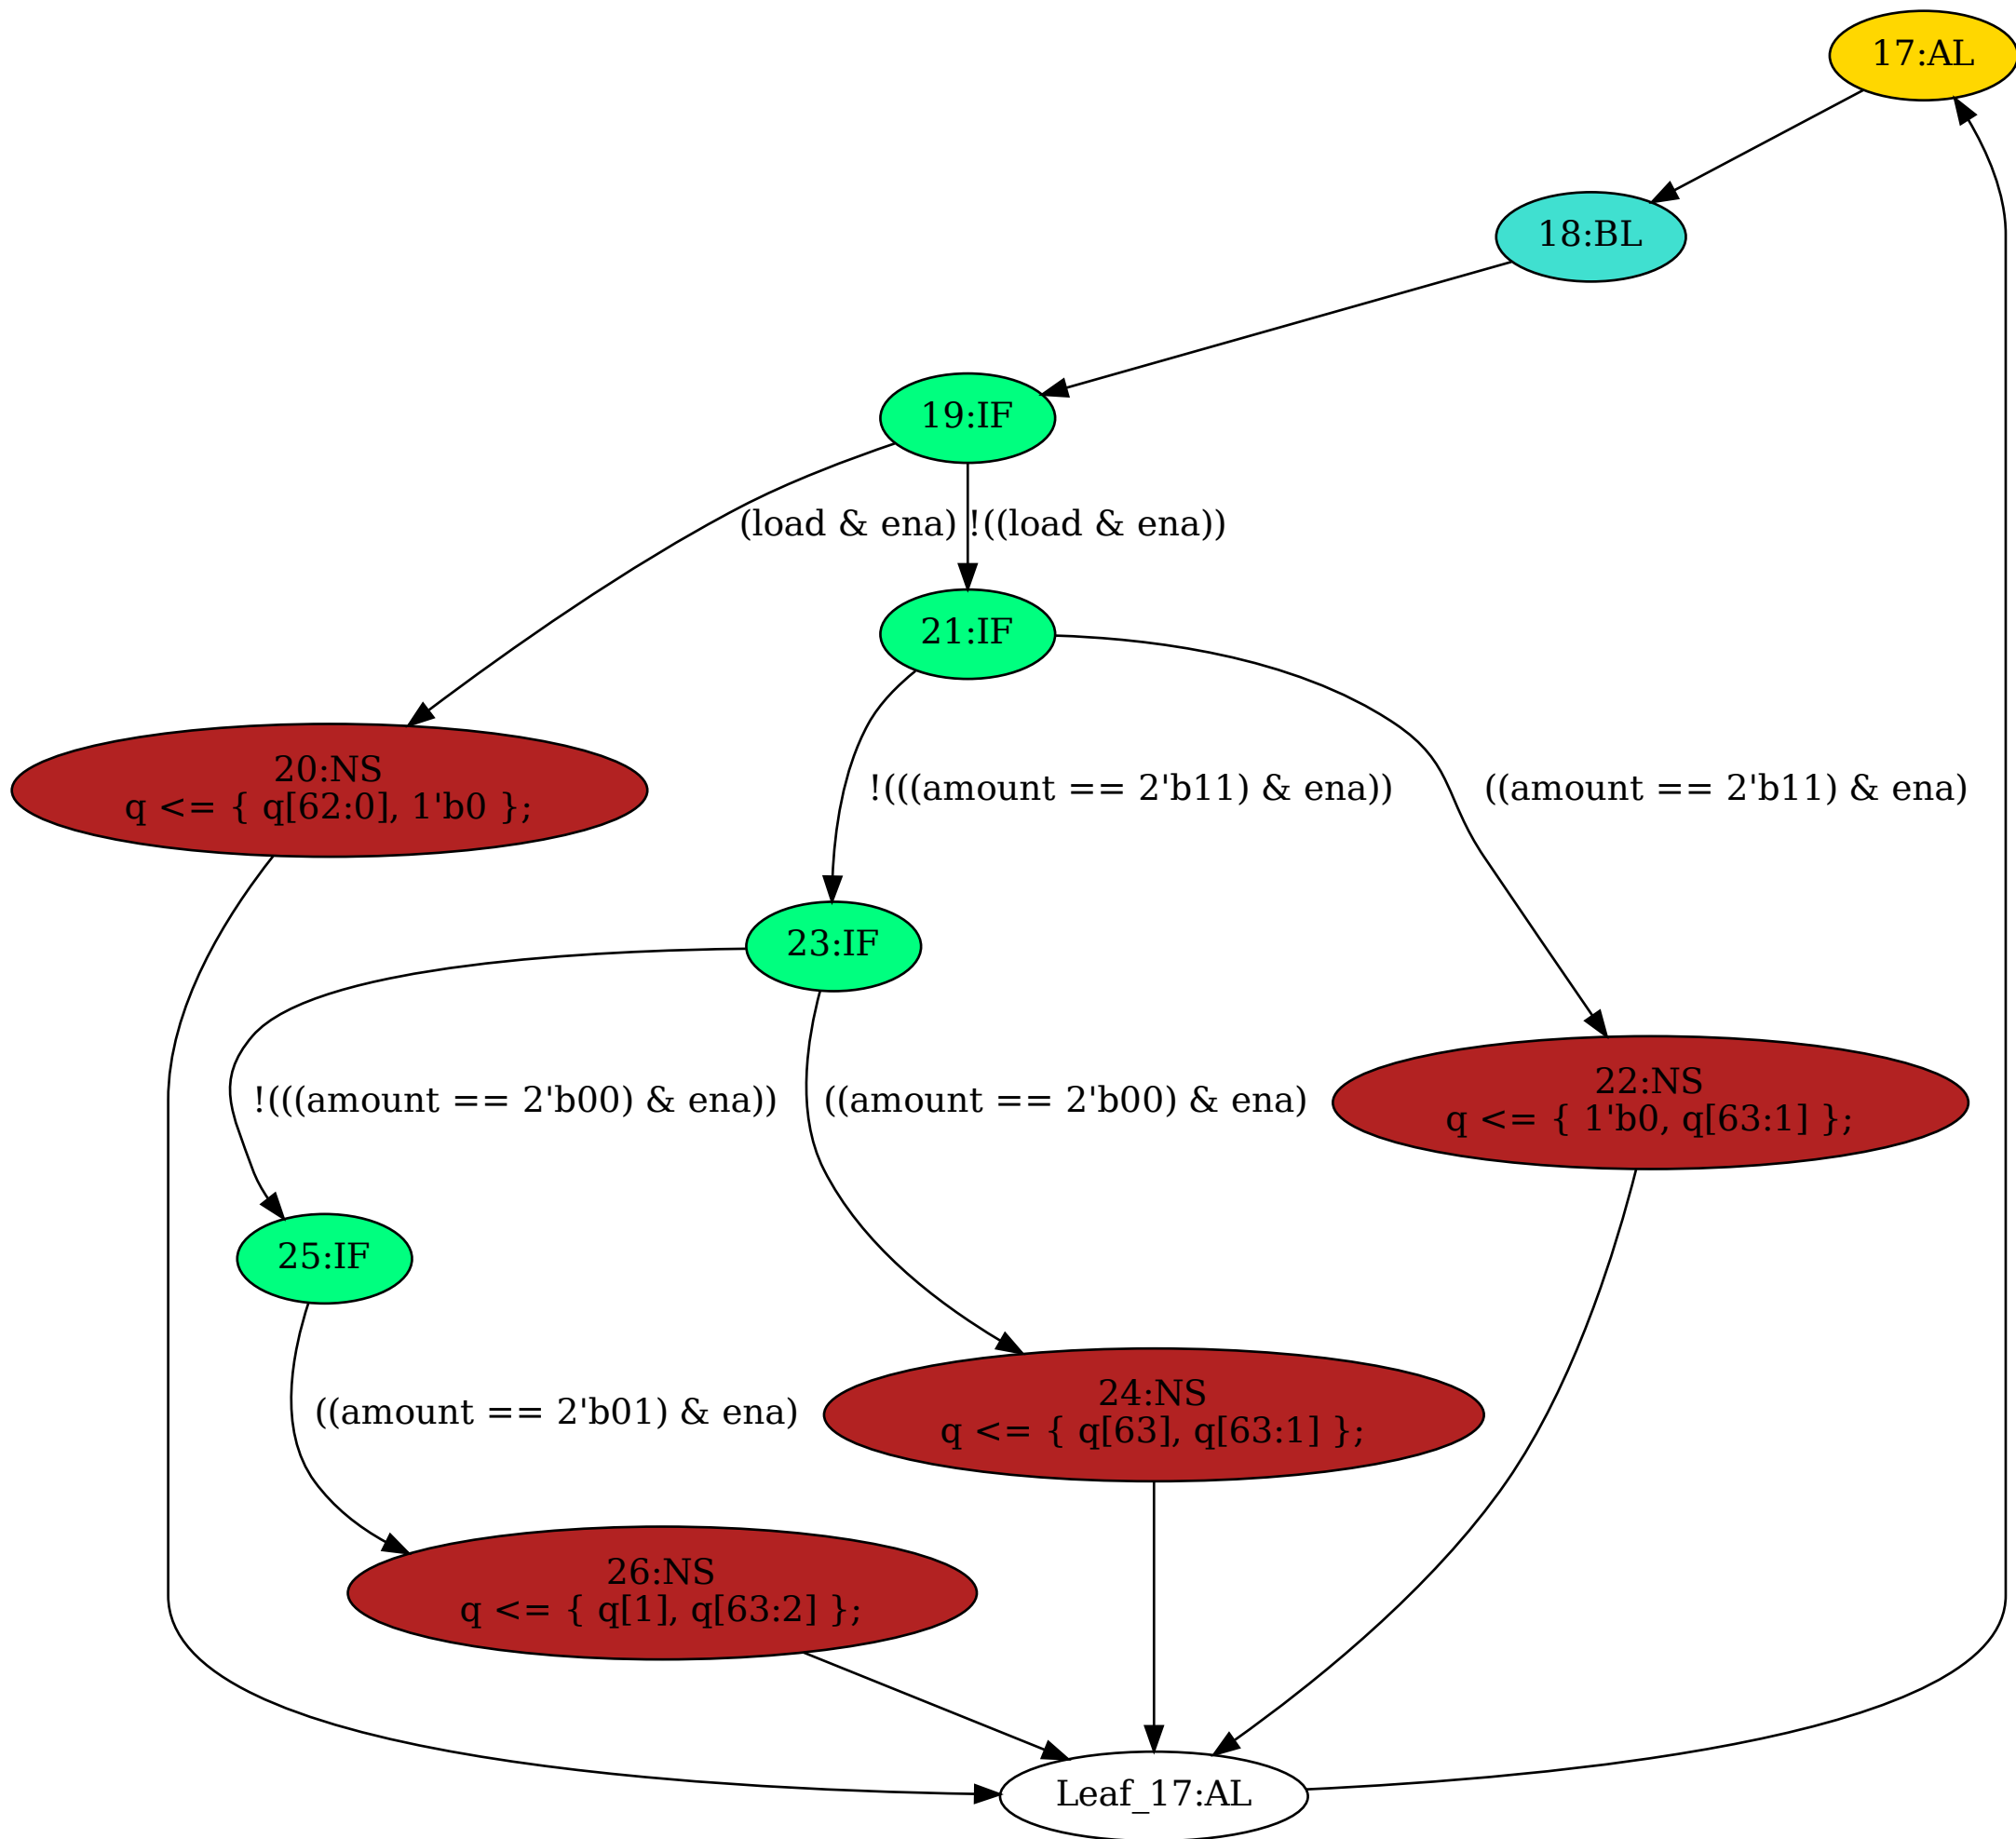 17:AL
18:BL
19:IF
(load & ena)
!((load & ena))
21:IF
20:NS
q <= { q[62:0], 1'b0 };
!(((amount == 2'b11) & ena))
((amount == 2'b11) & ena)
23:IF
!(((amount == 2'b00) & ena))
((amount == 2'b00) & ena)
22:NS
q <= { 1'b0, q[63:1] };
25:IF
((amount == 2'b01) & ena)
24:NS
q <= { q[63], q[63:1] };
26:NS
q <= { q[1], q[63:2] };
Leaf_17:AL